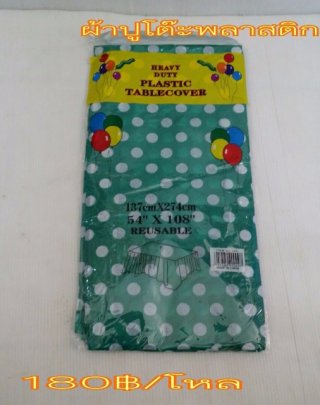 ผ้าปูโต๊ะพลาสติก
HEAVY
DUTY
PLASTIC
TABLECOVER
137cmX274cm
54" X 108"
REUSABLE
180฿/โหล